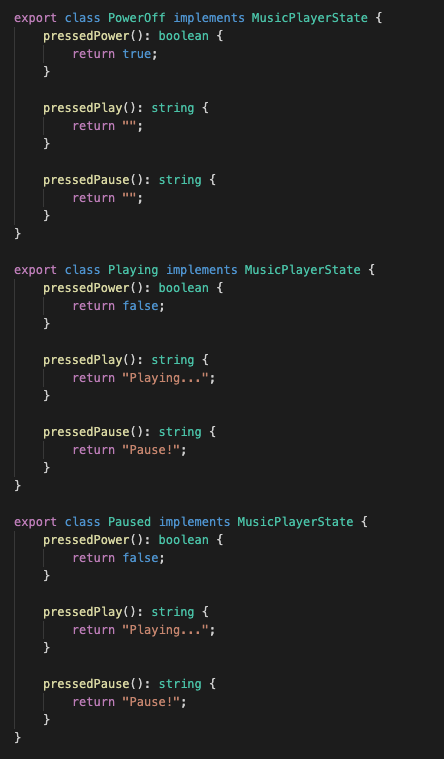 export class PowerOff implements MusicPlayerState {
    pressedPower(): boolean {
        return true;
    }

    pressedPlay(): string {
        return "";
    }

    pressedPause(): string {
        return "";
    }
}

export class Playing implements MusicPlayerState {
    pressedPower(): boolean {
        return false;
    }

    pressedPlay(): string {
        return "Playing...";
    }

    pressedPause(): string {
        return "Pause!";
    }
}

export class Paused implements MusicPlayerState {
    pressedPower(): boolean {
        return false;
    }

    pressedPlay(): string {
        return "Playing...";
    }

    pressedPause(): string {
        return "Pause!";
    }
}